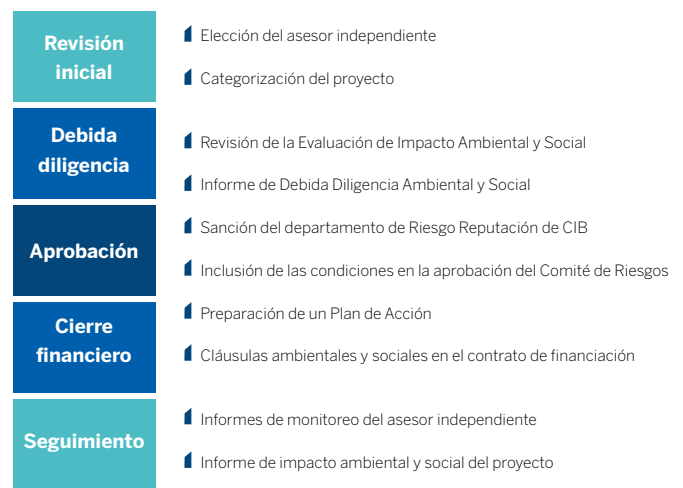 Revisión
inicial
Elección del asesor independiente
Categorización del proyecto
Debida
diligencia
Revisión de la Evaluación de Impacto Ambiental y Social
Informe de Debida Diligencia Ambiental y Social
Aprobación
Sanción del departamento de Riesgo Reputación de CIB
Inclusión de las condiciones en la aprobación del Comité de Riesgos
Cierre
financiero
Preparación de un Plan de Acción
Cláusulas ambientales y sociales en el contrato de financiación
Seguimiento
Informes de monitoreo del asesor independiente
Informe de impacto ambiental y social del proyecto